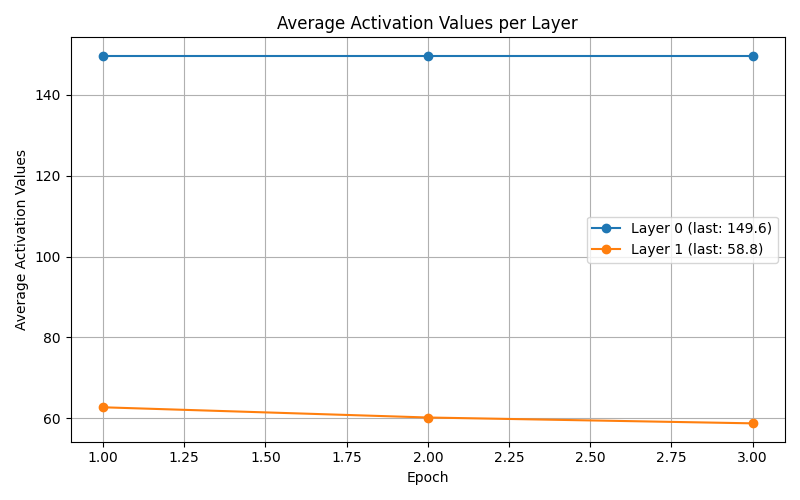 Average Activation Values per Layer
Average Activation Values
140
120
100
80
60
Layer 0 (last: 149.6)
Layer 1 (last: 58.8)
1.00 1.25 1.50 1.75 2.00 2.25 2.50 2.75 3.00
Epoch